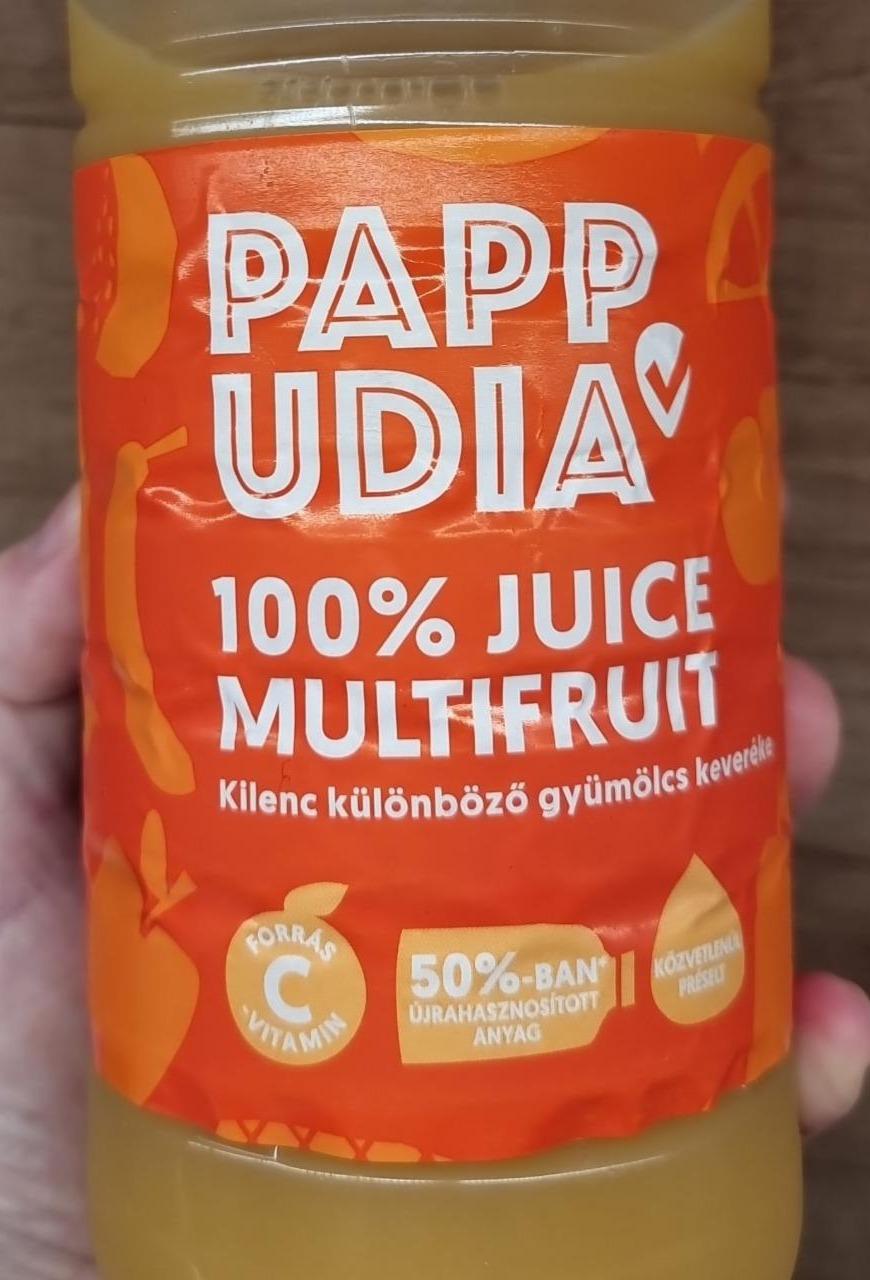 PAPP
UDIA
100% JUICE
MULTIFRUIT
Kilenc különböző gyümölcs keveréke
FORRÁS
C
-VITAMIN
50%-BAN*
ÚJRAHASZNOSÍTOTT
ANYAG
KÖZVETLENÜL
PRÉSELT